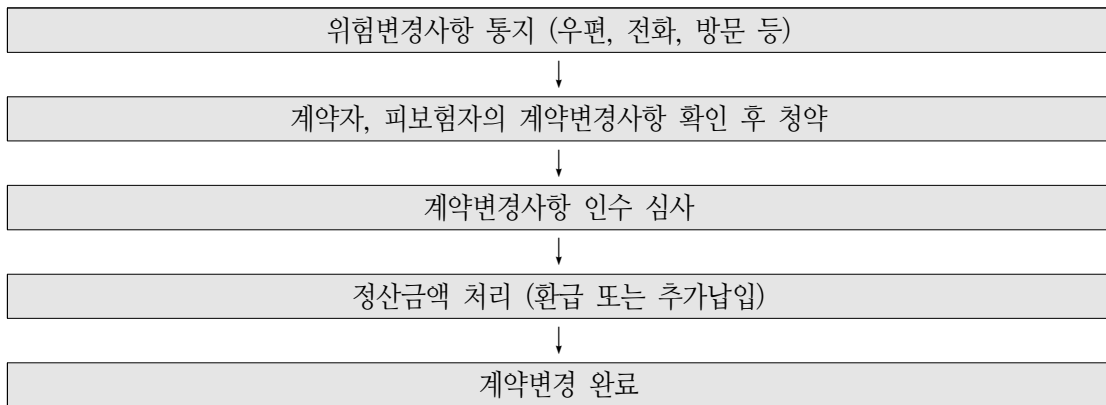 위험변경사항 통지 (우편, 전화, 방문 등)
계약자, 피보험자의 계약변경사항 확인 후 청약
계약변경사항 인수 심사
정산금액 처리 (환급 또는 추가납입)
계약변경 완료